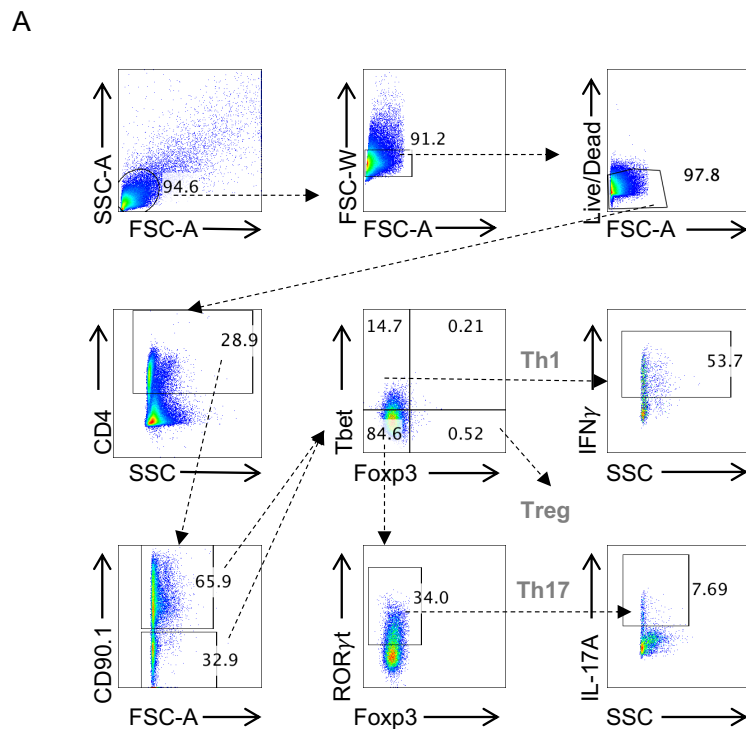 A
SSC-A
94.6
FSC-A
FSC-W
91.2
FSC-A
Live/Dead
97.8
FSC-A
CD4
28.9
SSC
Tbet
14.7
0.21
84.6
0.52
Foxp3
Th1
Treg
IFNγ
53.7
SSC
CD90.1
65.9
32.9
FSC-A
RORγt
34.0
Foxp3
Th17
IL-17A
7.69
SSC